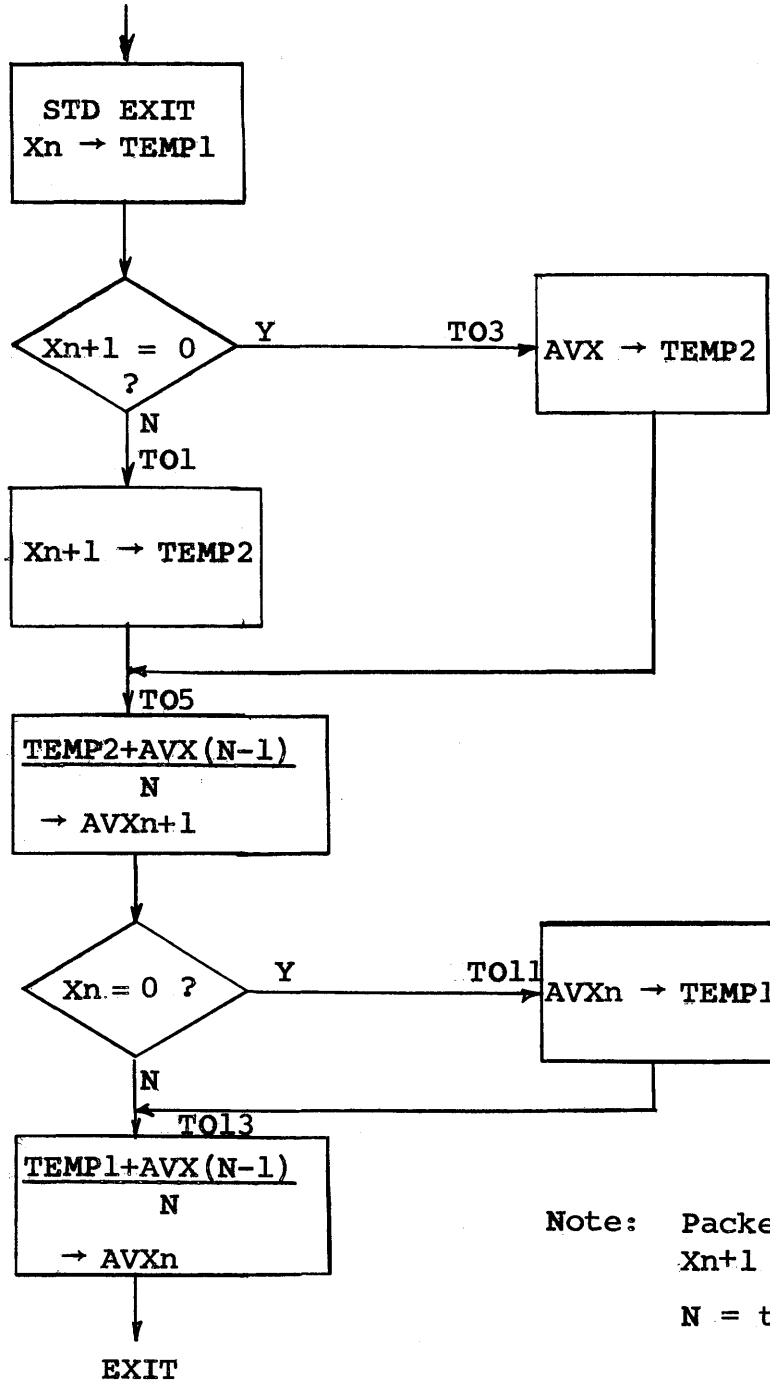 STD EXIT
Xn → TEMP1
Xn+1 = 0
?
Y
TO3
AVX → TEMP2
N
TO1
Xn+1 → TEMP2
TO5
TEMP2+AVX(N-1)
N
→ AVXn+1
Xn = 0 ?
Y
TO11
AVXn → TEMP1
N
TO13
TEMP1+AVX(N-1)
N
→ AVXn
Note: Packe
Xn+1
N = t
EXIT